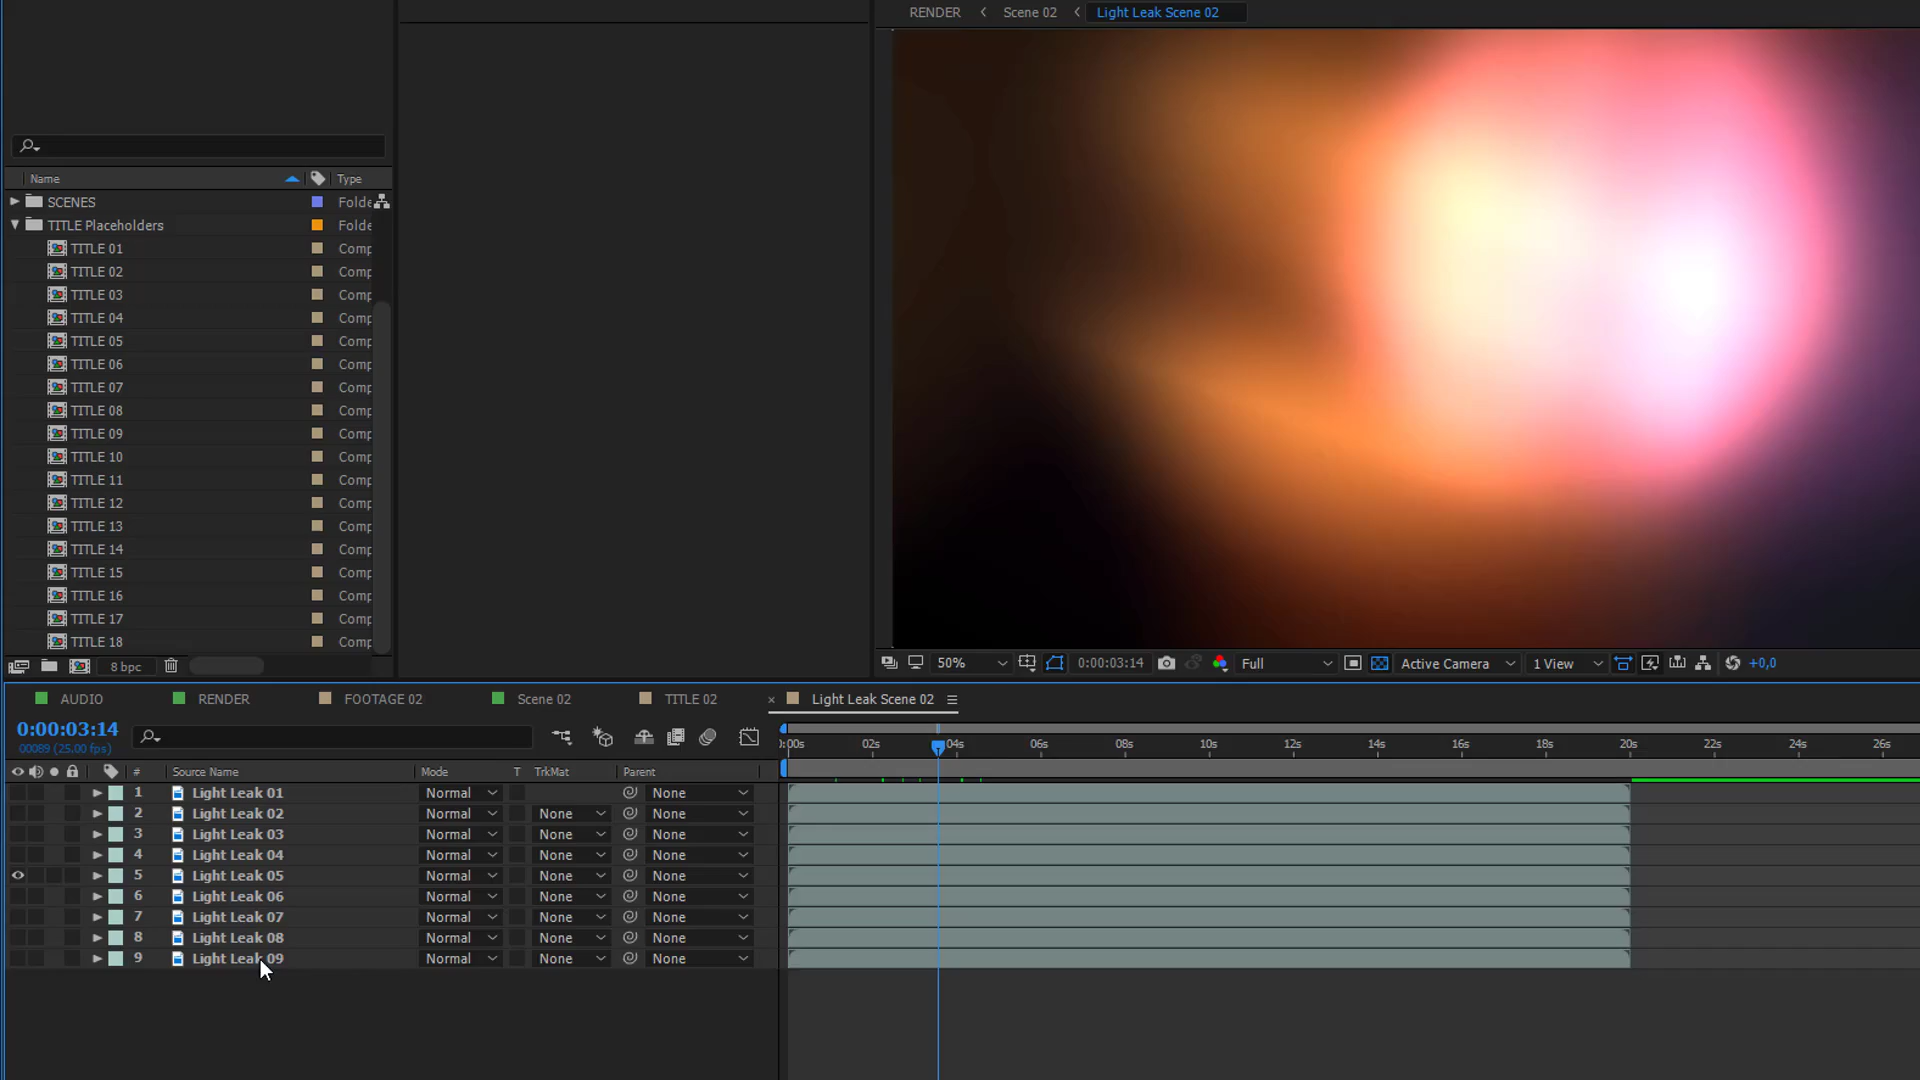 RENDER Scene 02 Light Leak Scene 02
Name Type
SCENES Folde
TITLE Placeholders Folde
TITLE 01 Comp
TITLE 02 Comp
TITLE 03 Comp
TITLE 04 Comp
TITLE 05 Comp
TITLE 06 Comp
TITLE 07 Comp
TITLE 08 Comp
TITLE 09 Comp
TITLE 10 Comp
TITLE 11 Comp
TITLE 12 Comp
TITLE 13 Comp
TITLE 14 Comp
TITLE 15 Comp
TITLE 16 Comp
TITLE 17 Comp
TITLE 18 Comp
8 bpc
50% 0:00:03:14 Full Active Camera 1 View +0,0
AUDIO RENDER FOOTAGE 02 Scene 02 TITLE 02 × Light Leak Scene 02
0:00:03:14
00089 (25.00 fps)
):00s 02s 04s 06s 08s 10s 12s 14s 16s 18s 20s 22s 24s 26s
# Source Name Mode T TrkMat Parent
1 Light Leak 01 Normal None
2 Light Leak 02 Normal None None
3 Light Leak 03 Normal None None
4 Light Leak 04 Normal None None
5 Light Leak 05 Normal None None
6 Light Leak 06 Normal None None
7 Light Leak 07 Normal None None
8 Light Leak 08 Normal None None
9 Light Leak 09 Normal None None